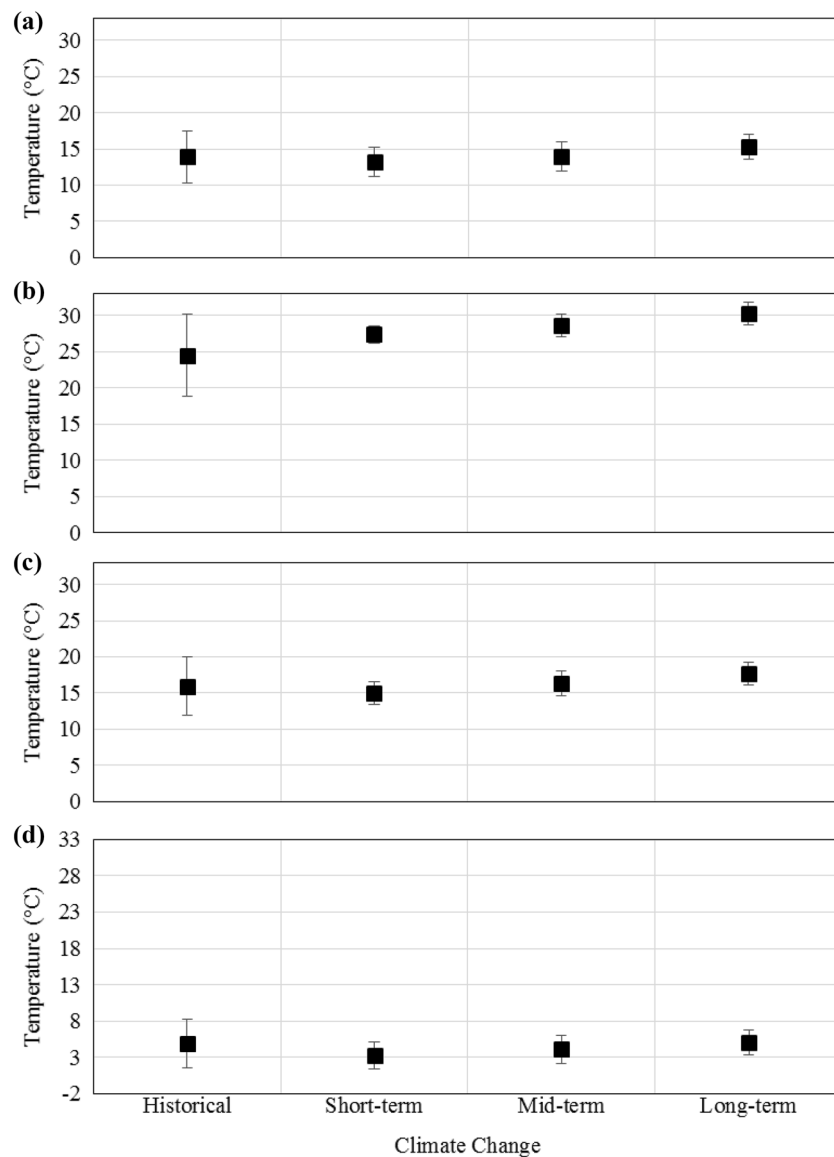 (a)
Temperature (°C)
30
25
20
15
10
5
0
(b)
Temperature (°C)
30
25
20
15
10
5
0
(c)
Temperature (°C)
30
25
20
15
10
5
0
(d)
Temperature (°C)
33
28
23
18
13
8
3
-2
Historical Short-term Mid-term Long-term
Climate Change